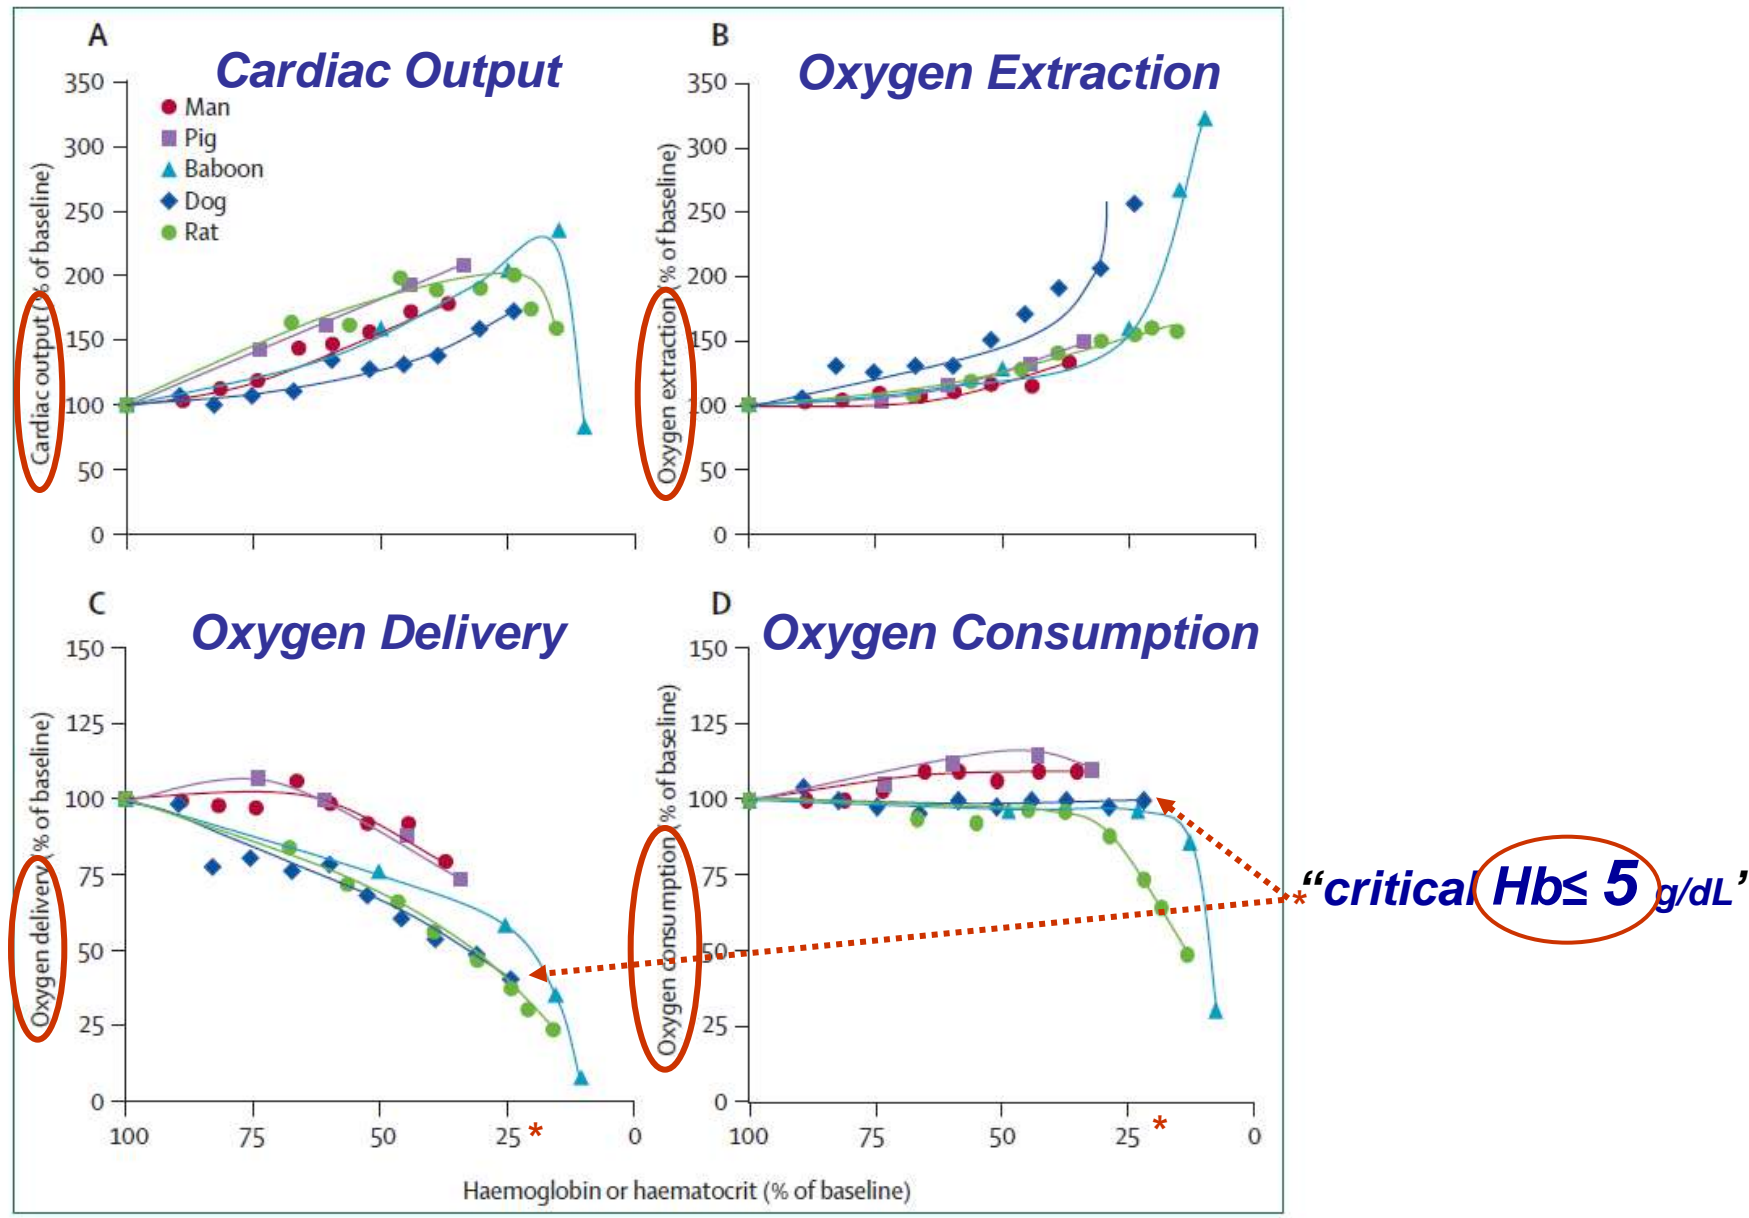 A
Cardiac Output
350
300
250
200
150
100
50
0
Cardiac output (% of baseline)
Man
Pig
Baboon
Dog
Rat
B
Oxygen Extraction
350
300
250
200
150
100
50
0
Oxygen extraction (% of baseline)
C
Oxygen Delivery
150
125
100
75
50
25
0
Oxygen delivery (% of baseline)
100 75 50 25 * 0
D
Oxygen Consumption
150
125
100
75
50
25
0
Oxygen consumption (% of baseline)
100 75 50 25 * 0
Haemoglobin or haematocrit (% of baseline)
* “critical Hb≤ 5 g/dL’